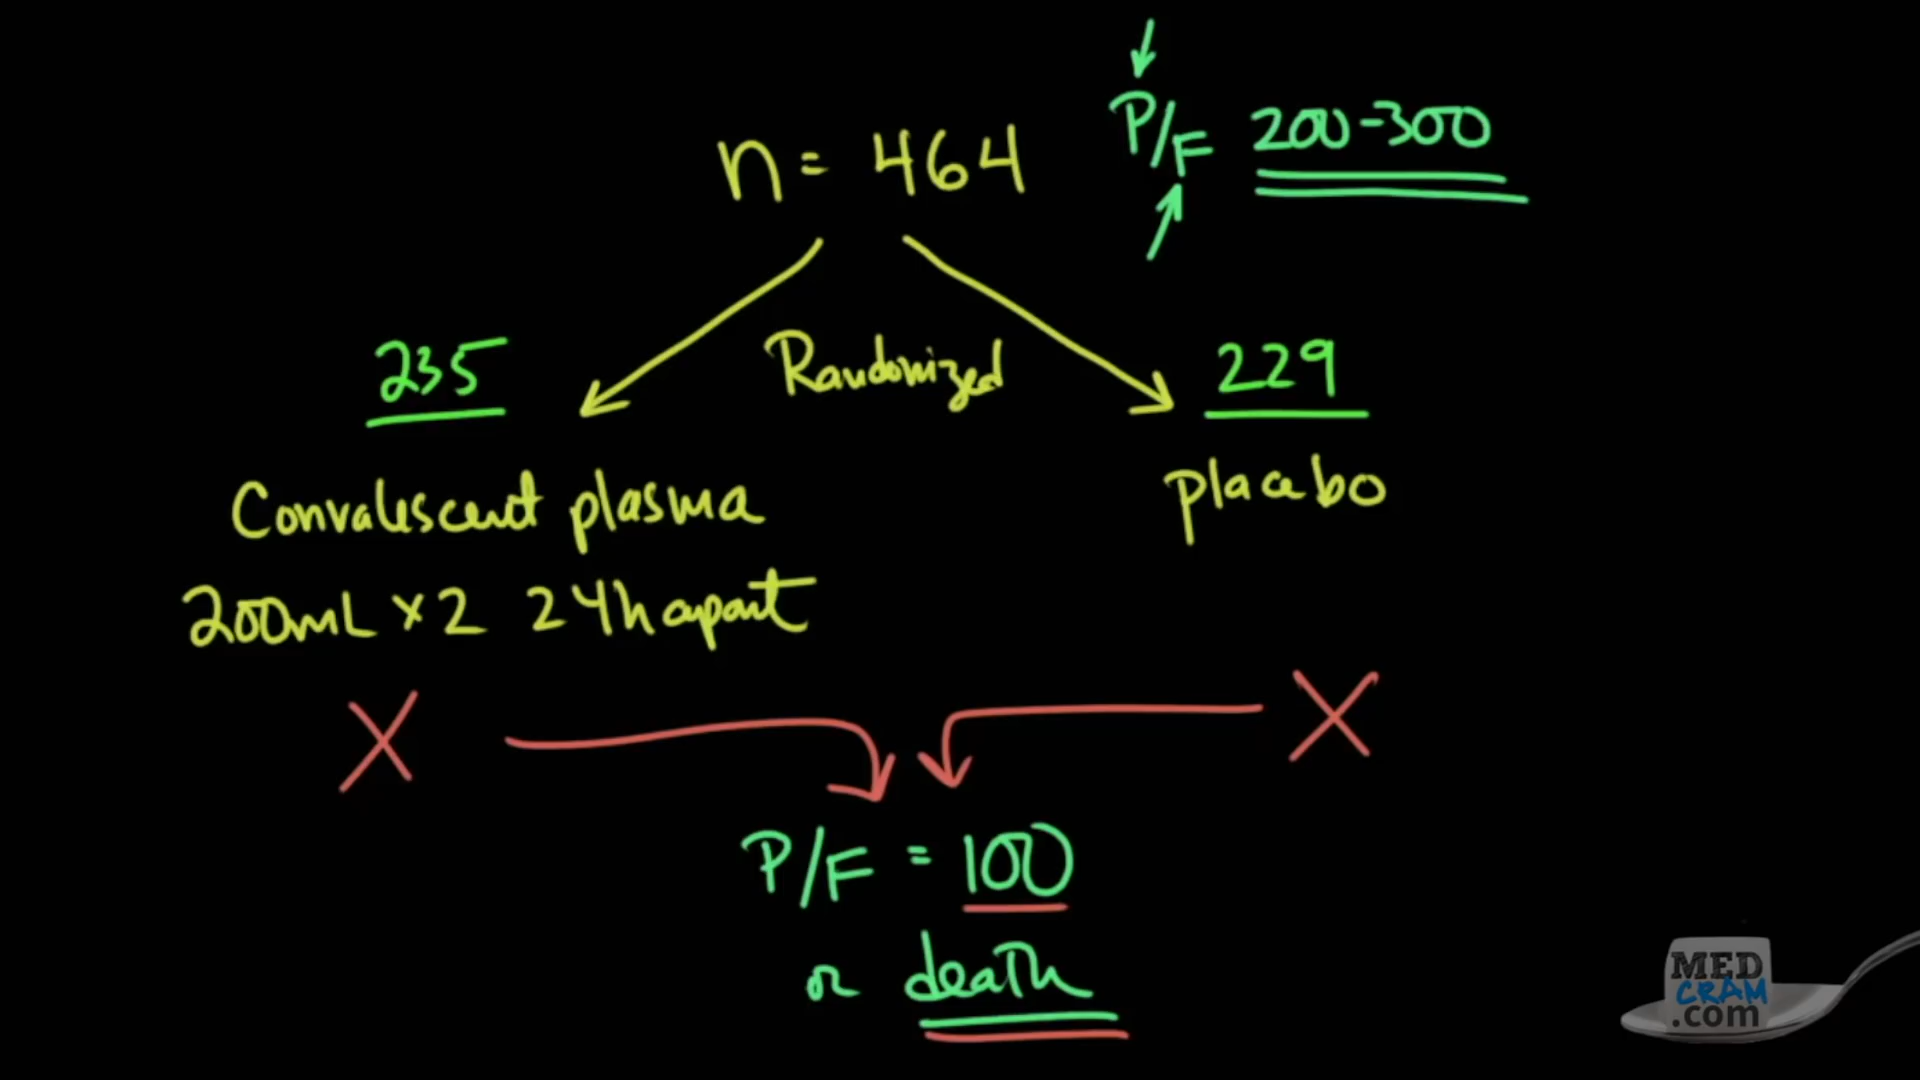 n = 464
P/F 200-300
Randomized
235
229
Convalescent plasma
placebo
200mL x 2 24h apart
X
X
P/F = 100
or death
MED
CRAM
.com